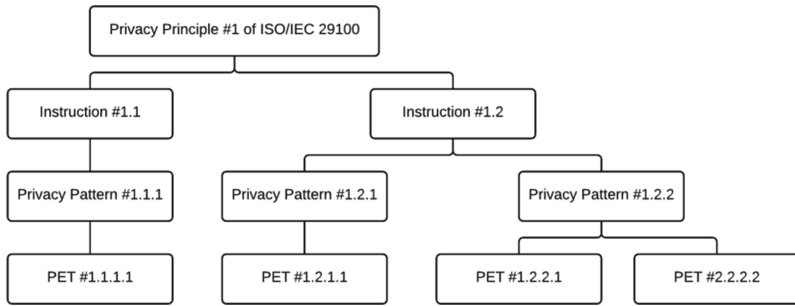 Privacy Principle #1 of ISO/IEC 29100
Instruction #1.1
Instruction #1.2
Privacy Pattern #1.1.1
Privacy Pattern #1.2.1
Privacy Pattern #1.2.2
PET #1.1.1.1
PET #1.2.1.1
PET #1.2.2.1
PET #2.2.2.2